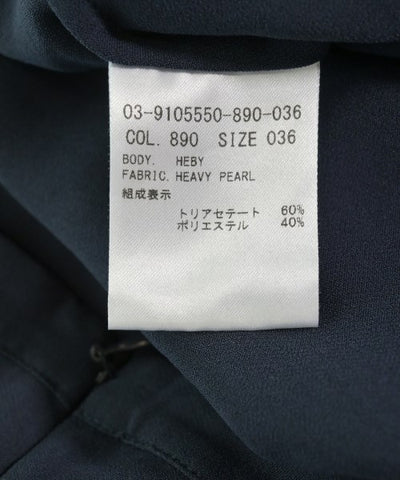 03-9105550-890-036
COL. 890 SIZE 036
BODY. HEBY
FABRIC. HEAVY PEARL
組成表示
トリアセテート 60%
ポリエステル 40%